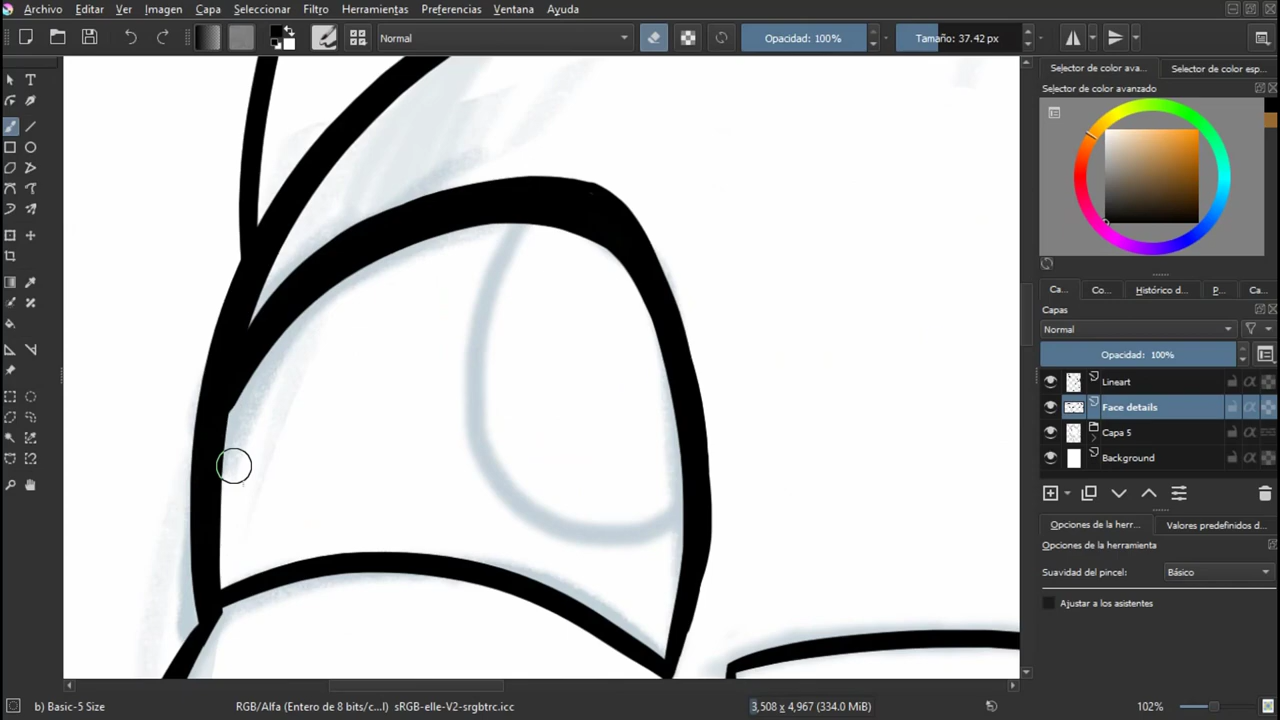 Archivo Editar Ver Imagen Capa Seleccionar Filtro Herramientas Preferencias Ventana Ayuda
Normal Opacidad: 100% Tamaño: 37.42 px
Selector de color ava... Selector de color esp...
Selector de color avanzado
Ca... Co... Histórico d... P... Ca...
Capas
Normal
Opacidad: 100%
Lineart
Face details
Capa 5
Background
Opciones de la herr... Valores predefinidos d...
Opciones de la herramienta
Suavidad del pincel: Básico
Ajustar a los asistentes
b) Basic-5 Size RGB/Alfa (Entero de 8 bits/c...l) sRGB-elle-V2-srgbtrc.icc 3,508 x 4,967 (334.0 MiB) 102%